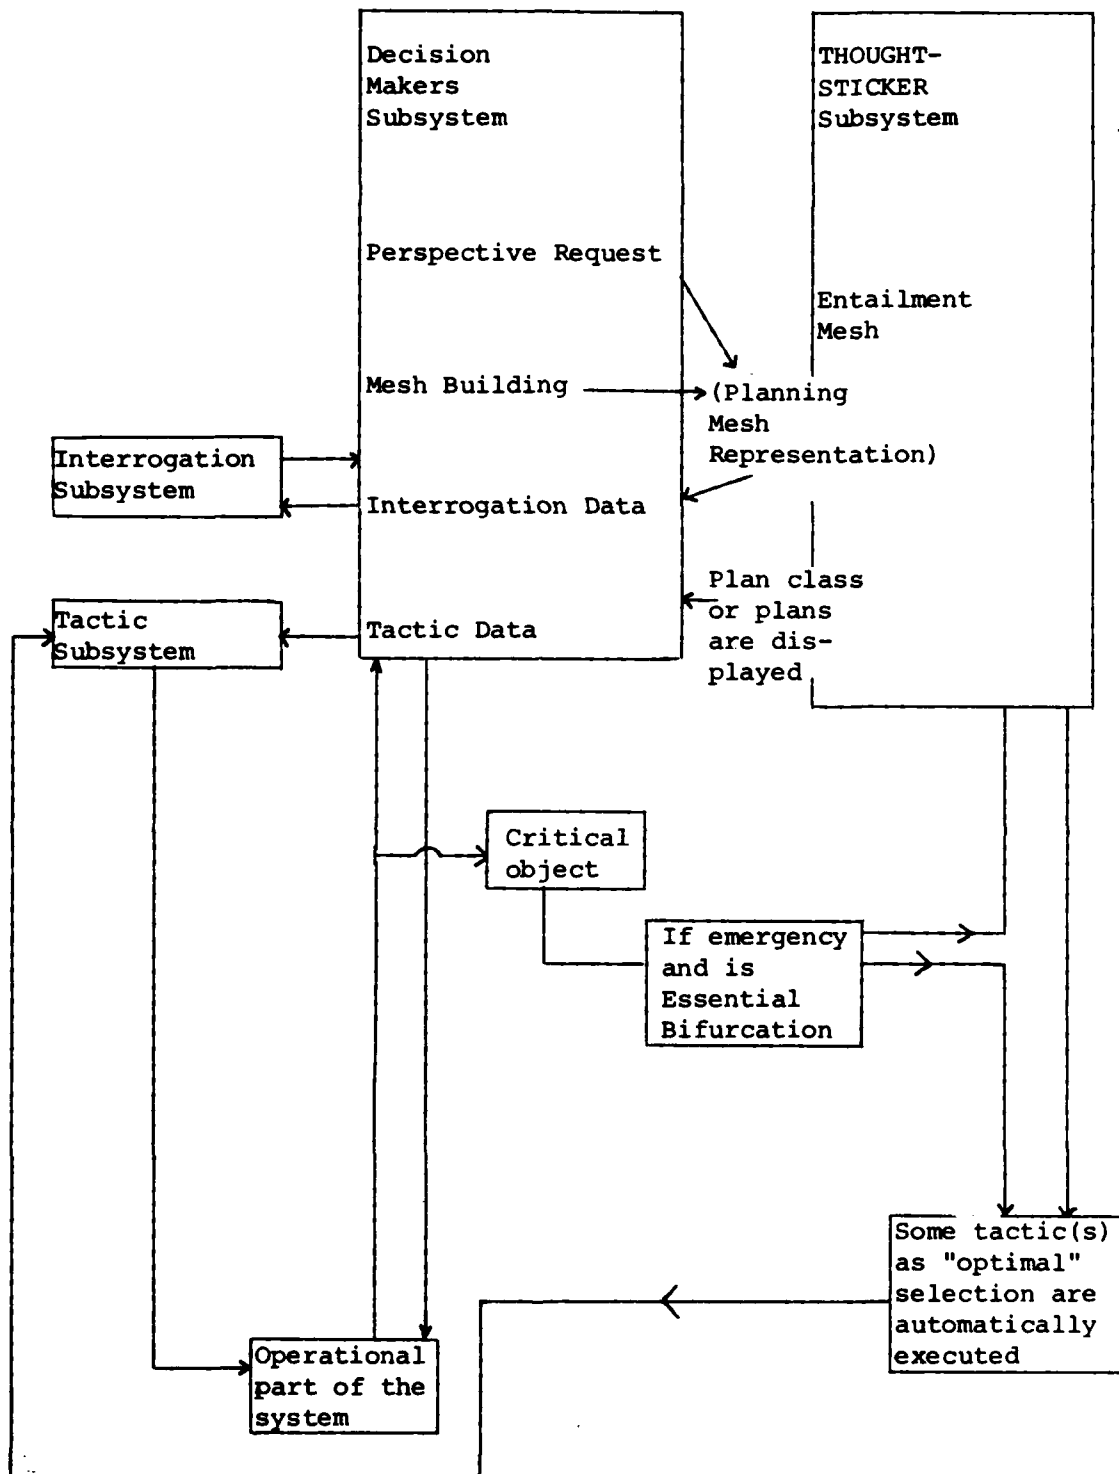 Decision
Makers
Subsystem
THOUGHT-
STICKER
Subsystem
Perspective Request
Entailment
Mesh
Mesh Building
(Planning
Mesh
Representation)
Interrogation
Subsystem
Interrogation Data
Plan class
or plans
are dis-
played
Tactic
Subsystem
Tactic Data
Critical
object
If emergency
and is
Essential
Bifurcation
Some tactic(s)
as "optimal"
selection are
automatically
executed
Operational
part of the
system